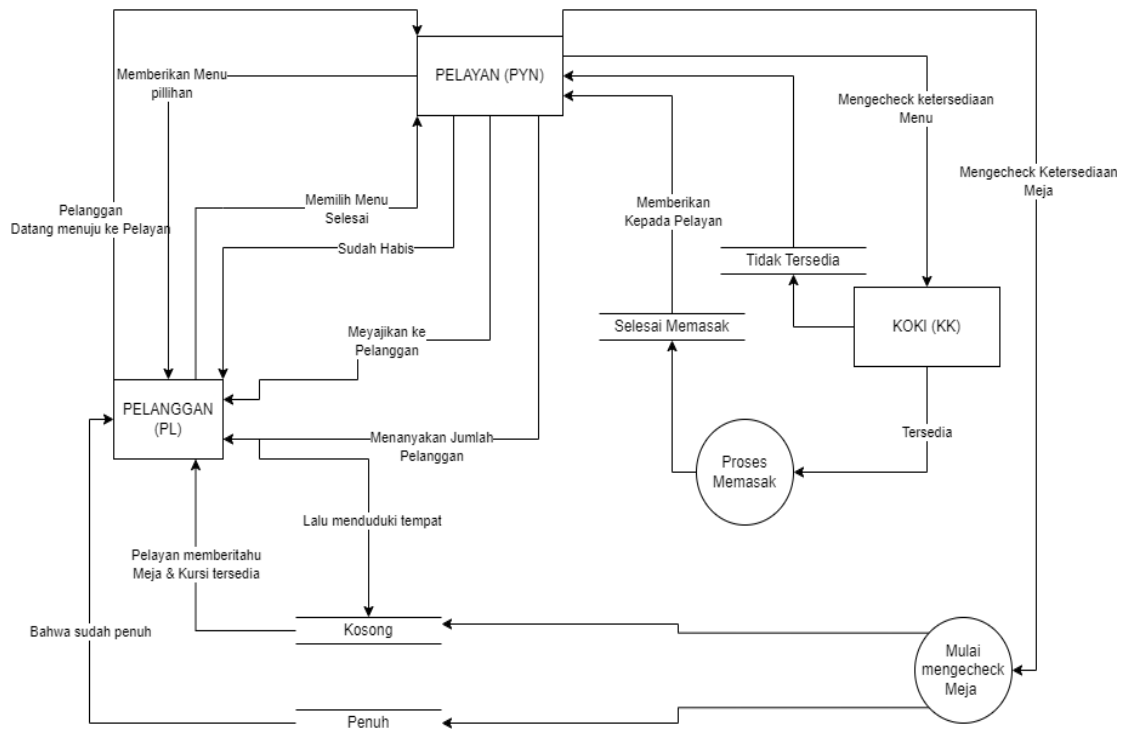 PELAYAN (PYN)
Memberikan Menu
pillihan
Mengecheck ketersediaan
Menu
Mengecheck Ketersediaan
Meja
Memilih Menu
Selesai
Memberikan
Kepada Pelayan
Pelanggan
Datang menuju ke Pelayan
Sudah Habis
Tidak Tersedia
Selesai Memasak
KOKI (KK)
Meyajikan ke
Pelanggan
PELANGGAN
(PL)
Menanyakan Jumlah
Pelanggan
Tersedia
Proses
Memasak
Lalu menduduki tempat
Pelayan memberitahu
Meja & Kursi tersedia
Bahwa sudah penuh
Kosong
Mulai
mengecheck
Meja
Penuh